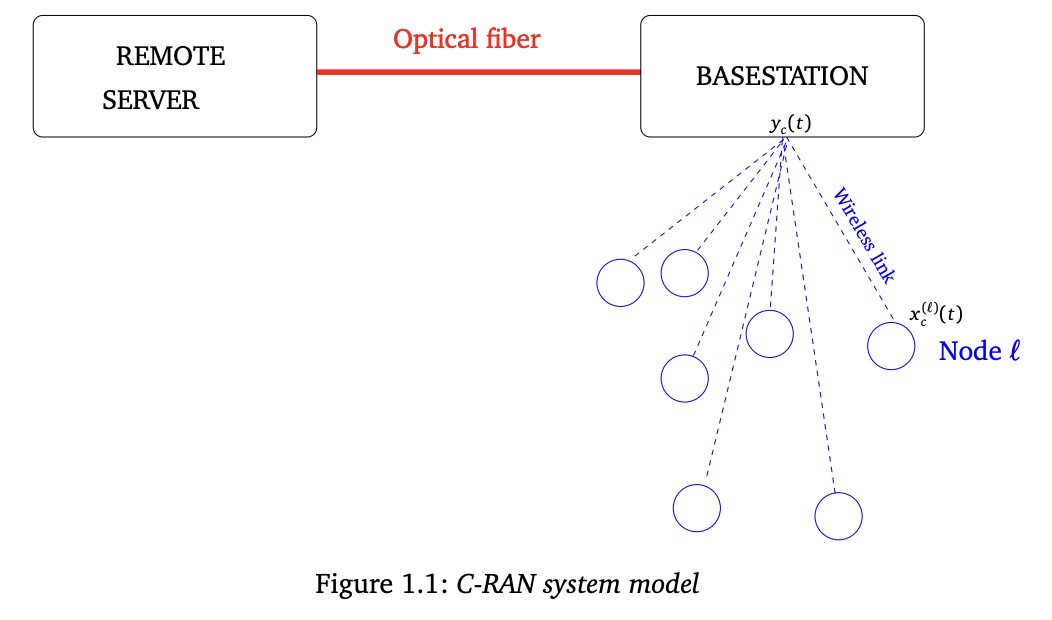 REMOTE
SERVER
Optical fiber
BASESTATION
y_c(t)
Wireless link
x_c^{(ℓ)}(t)
Node ℓ
Figure 1.1: C-RAN system model